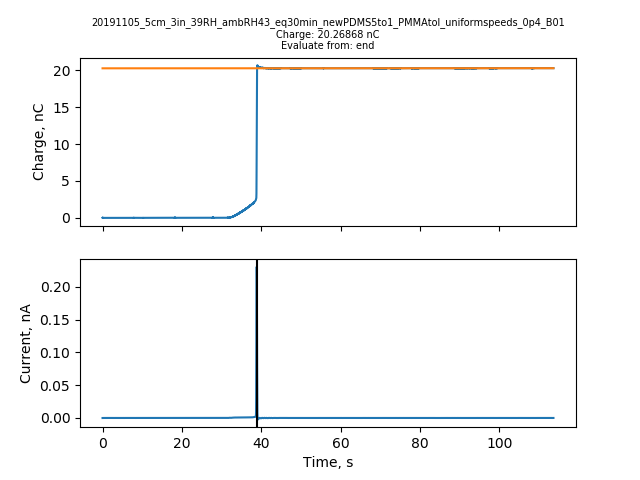 20191105_5cm_3in_39RH_ambRH43_eq30min_newPDMS5to1_PMMAtol_uniformspeeds_0p4_B01
Charge: 20.26868 nC
Evaluate from: end
20
15
10
5
0
Charge, nC
0.20
0.15
0.10
0.05
0.00
Current, nA
0 20 40 60 80 100
Time, s